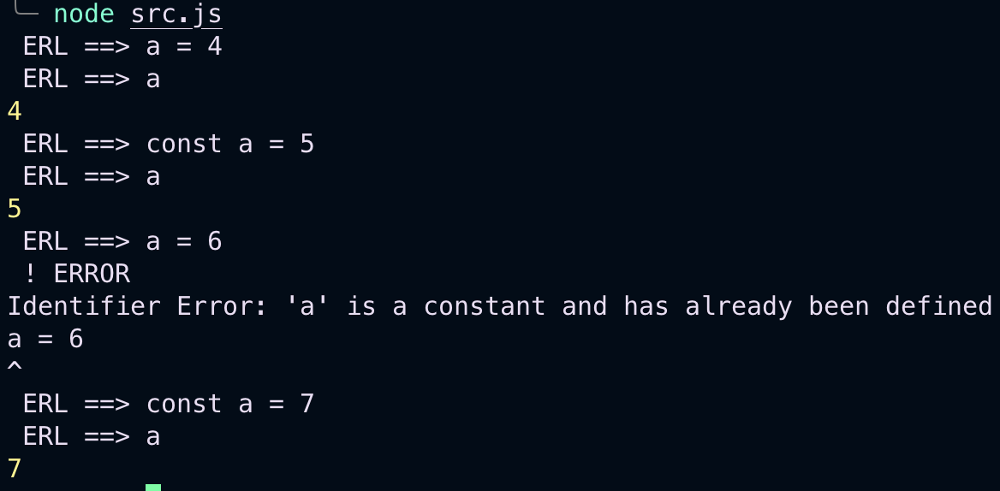 node src.js
ERL ==> a = 4
ERL ==> a
4
ERL ==> const a = 5
ERL ==> a
5
ERL ==> a = 6
! ERROR
Identifier Error: 'a' is a constant and has already been defined
a = 6
^
ERL ==> const a = 7
ERL ==> a
7